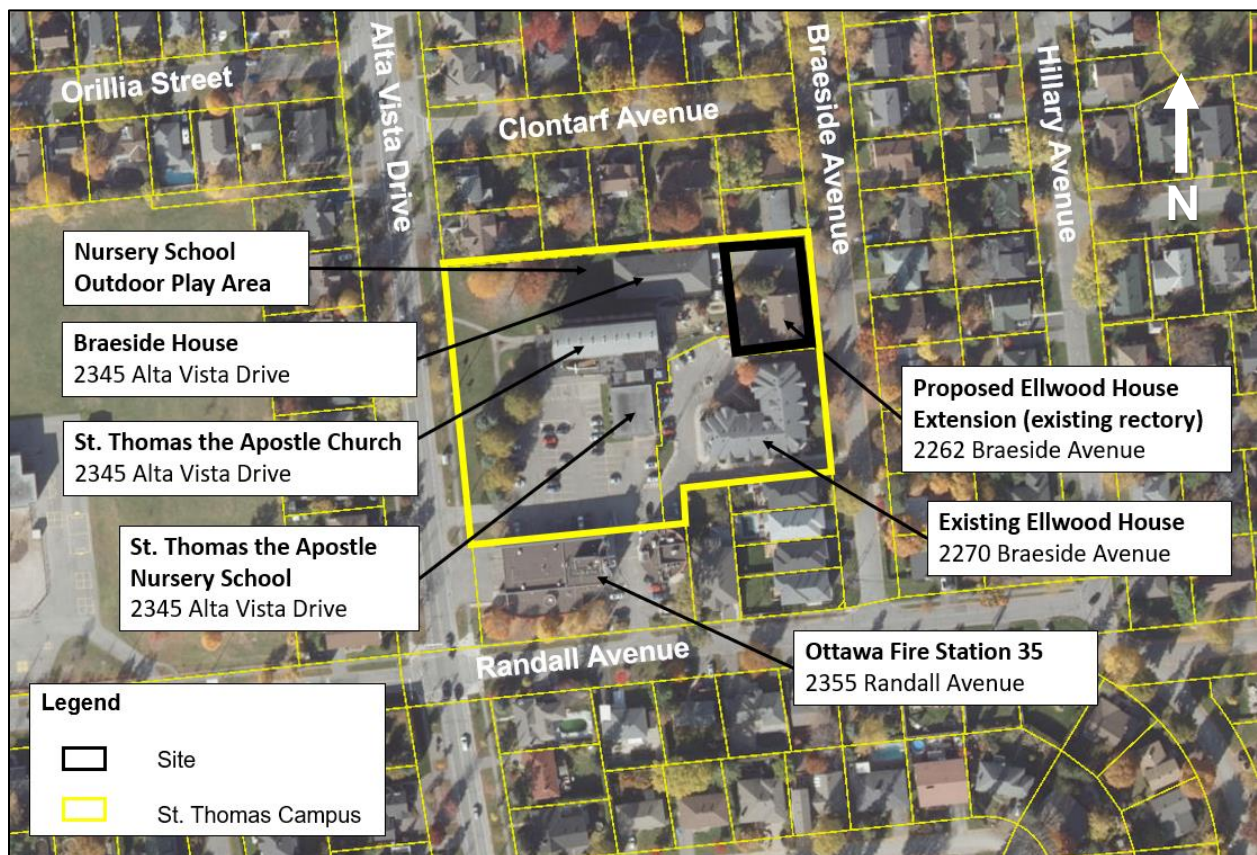 Orillia Street
Alta Vista Drive
Clontarf Avenue
Braeside Avenue
Hillary Avenue
N
Nursery School
Outdoor Play Area
Braeside House
2345 Alta Vista Drive
St. Thomas the Apostle Church
2345 Alta Vista Drive
St. Thomas the Apostle
Nursery School
2345 Alta Vista Drive
Proposed Ellwood House
Extension (existing rectory)
2262 Braeside Avenue
Existing Ellwood House
2270 Braeside Avenue
Ottawa Fire Station 35
2355 Randall Avenue
Randall Avenue
Legend
Site
St. Thomas Campus